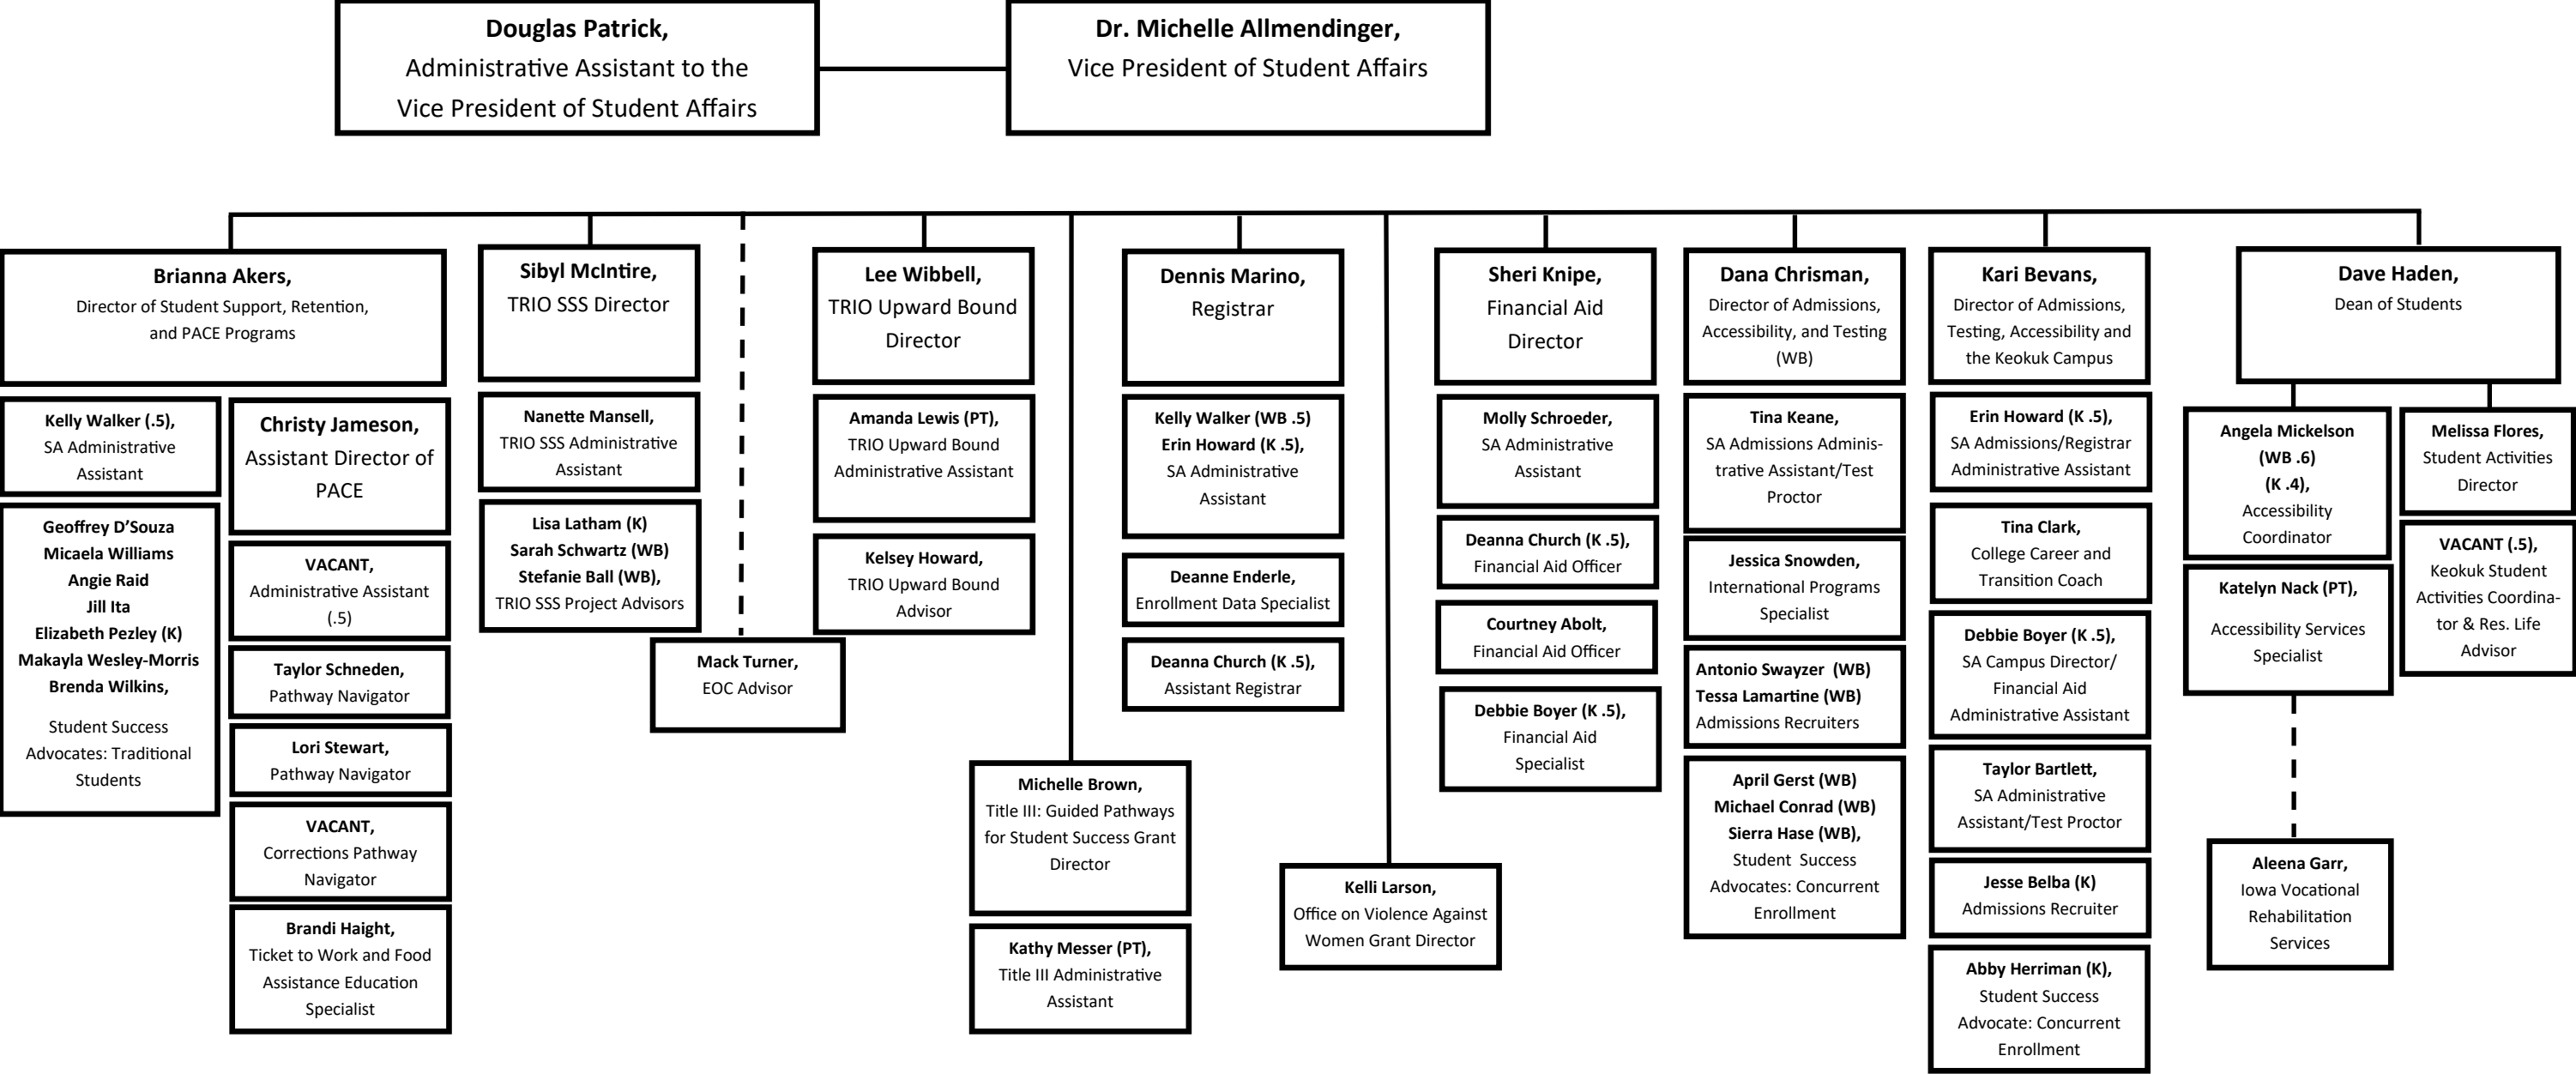 Douglas Patrick,
Administrative Assistant to the
Vice President of Student Affairs
Dr. Michelle Allmendinger,
Vice President of Student Affairs
Brianna Akers,
Director of Student Support, Retention,
and PACE Programs
Kelly Walker (.5),
SA Administrative
Assistant
Geoffrey D’Souza
Micaela Williams
Angie Raid
Jill Ita
Elizabeth Pezley (K)
Makayla Wesley-Morris
Brenda Wilkins,
Student Success
Advocates: Traditional
Students
Christy Jameson,
Assistant Director of
PACE
VACANT,
Administrative Assistant
(.5)
Taylor Schneden,
Pathway Navigator
Lori Stewart,
Pathway Navigator
VACANT,
Corrections Pathway
Navigator
Brandi Haight,
Ticket to Work and Food
Assistance Education
Specialist
Sibyl McIntire,
TRIO SSS Director
Nanette Mansell,
TRIO SSS Administrative
Assistant
Lisa Latham (K)
Sarah Schwartz (WB)
Stefanie Ball (WB),
TRIO SSS Project Advisors
Mack Turner,
EOC Advisor
Lee Wibbell,
TRIO Upward Bound
Director
Amanda Lewis (PT)
TRIO Upward Bound
Administrative Assistant
Kelsey Howard,
TRIO Upward Bound
Advisor
Michelle Brown,
Title III: Guided Pathways
for Student Success Grant
Director
Kathy Messer (PT),
Title III Administrative
Assistant
Dennis Marino,
Registrar
Kelly Walker (WB .5)
Erin Howard (K .5),
SA Administrative
Assistant
Deanne Enderle,
Enrollment Data Specialist
Deanna Church (K .5),
Assistant Registrar
Kelli Larson,
Office on Violence Against
Women Grant Director
Sheri Knipe,
Financial Aid
Director
Molly Schroeder,
SA Administrative
Assistant
Deanna Church (K .5),
Financial Aid Officer
Courtney Abolt,
Financial Aid Officer
Debbie Boyer (K .5),
Financial Aid
Specialist
Dana Chrisman,
Director of Admissions,
Accessibility, and Testing
(WB)
Tina Keane,
SA Admissions Adminis-
trative Assistant/Test
Proctor
Jessica Snowden,
International Programs
Specialist
Antonio Swayzer (WB)
Tessa Lamartine (WB)
Admissions Recruiters
April Gerst (WB)
Michael Conrad (WB)
Sierra Hase (WB),
Student Success
Advocates: Concurrent
Enrollment
Kari Bevans,
Director of Admissions,
Testing, Accessibility and
the Keokuk Campus
Erin Howard (K .5),
SA Admissions/Registrar
Administrative Assistant
Tina Clark,
College Career and
Transition Coach
Debbie Boyer (K .5),
SA Campus Director/
Financial Aid
Administrative Assistant
Taylor Bartlett,
SA Administrative
Assistant/Test Proctor
Jesse Belba (K)
Admissions Recruiter
Abby Herriman (K),
Student Success
Advocate: Concurrent
Enrollment
Dave Haden,
Dean of Students
Angela Mickelson
(WB .6)
(K .4),
Accessibility
Coordinator
Katelyn Nack (PT),
Accessibility Services
Specialist
Aleena Garr,
Iowa Vocational
Rehabilitation
Services
Melissa Flores,
Student Activities
Director
VACANT (.5),
Keokuk Student
Activities Coordina-
tor & Res. Life
Advisor